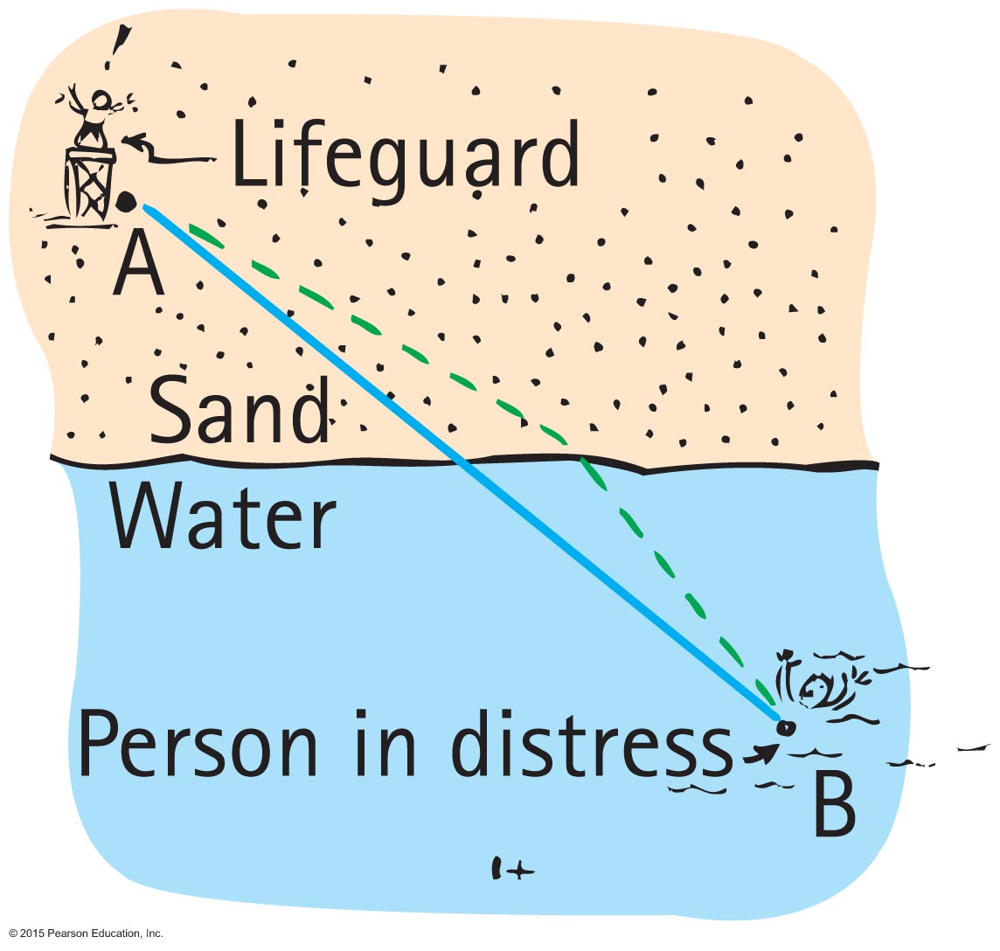 Lifeguard
A
Sand
Water
Person in distress
B
© 2015 Pearson Education, Inc.